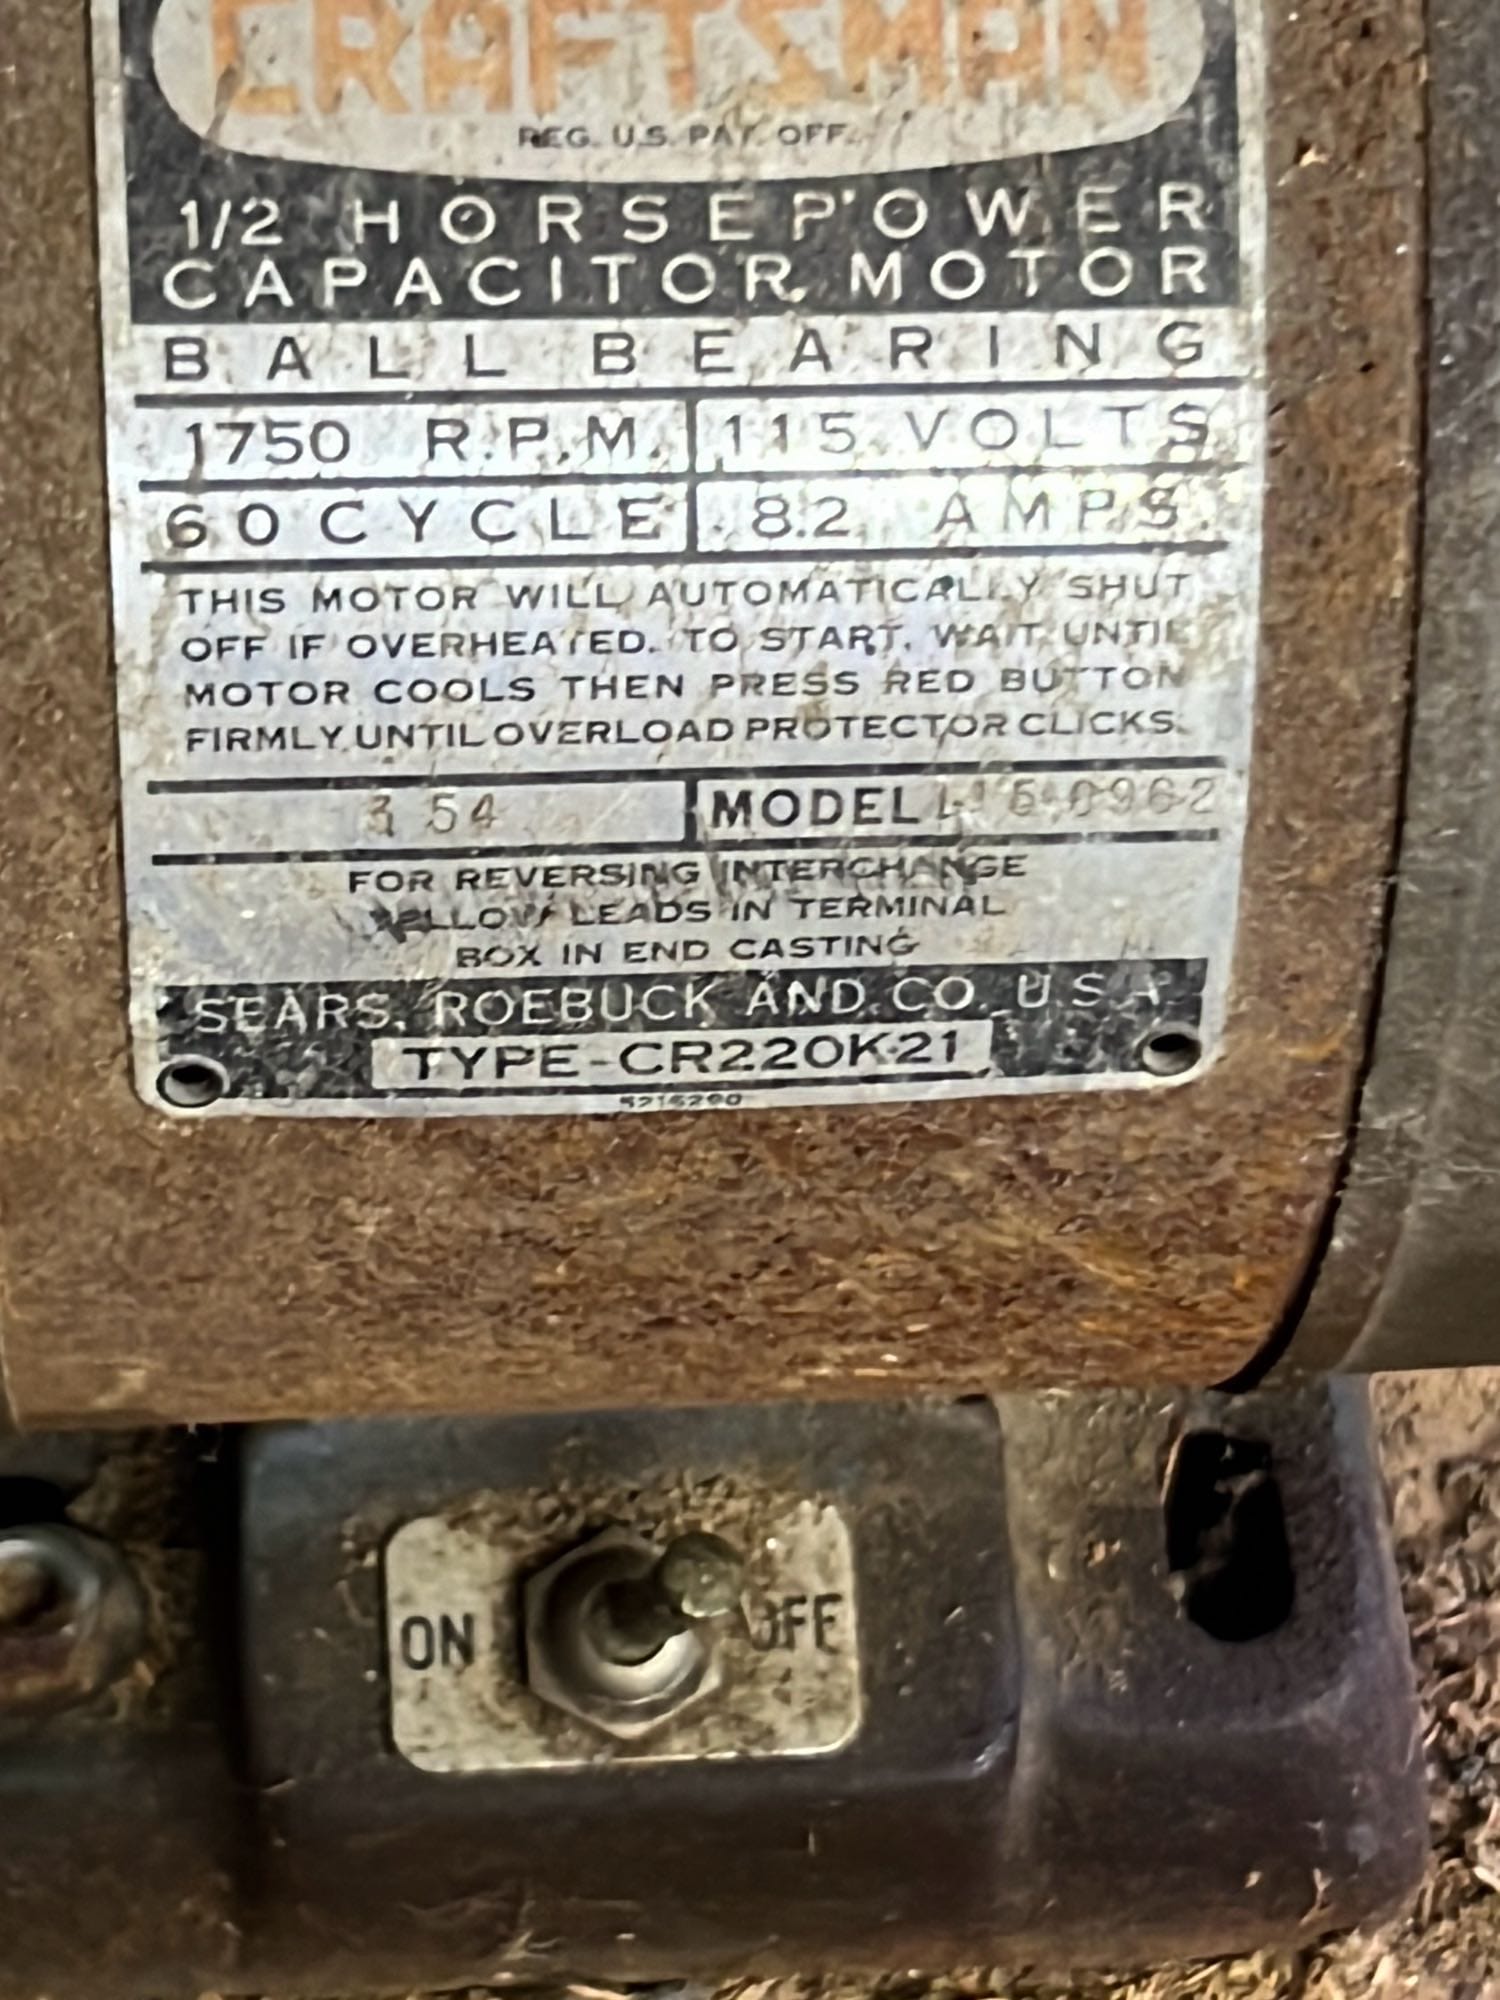 CRAFTSMAN
REG. U.S. PAT. OFF.
1/2 HORSEPOWER
CAPACITOR MOTOR
BALL BEARING
1750 R.P.M. 115 VOLTS
60 CYCLE 8.2 AMPS.
THIS MOTOR WILL AUTOMATICALLY SHUT
OFF IF OVERHEATED. TO START, WAIT UNTIL
MOTOR COOLS THEN PRESS RED BUTTON
FIRMLY UNTIL OVERLOAD PROTECTOR CLICKS.
3 54 MODEL
FOR REVERSING INTERCHANGE
YELLOW LEADS IN TERMINAL
BOX IN END CASTING
SEARS, ROEBUCK AND CO. U.S.A.
TYPE-CR220K21
ON OFF